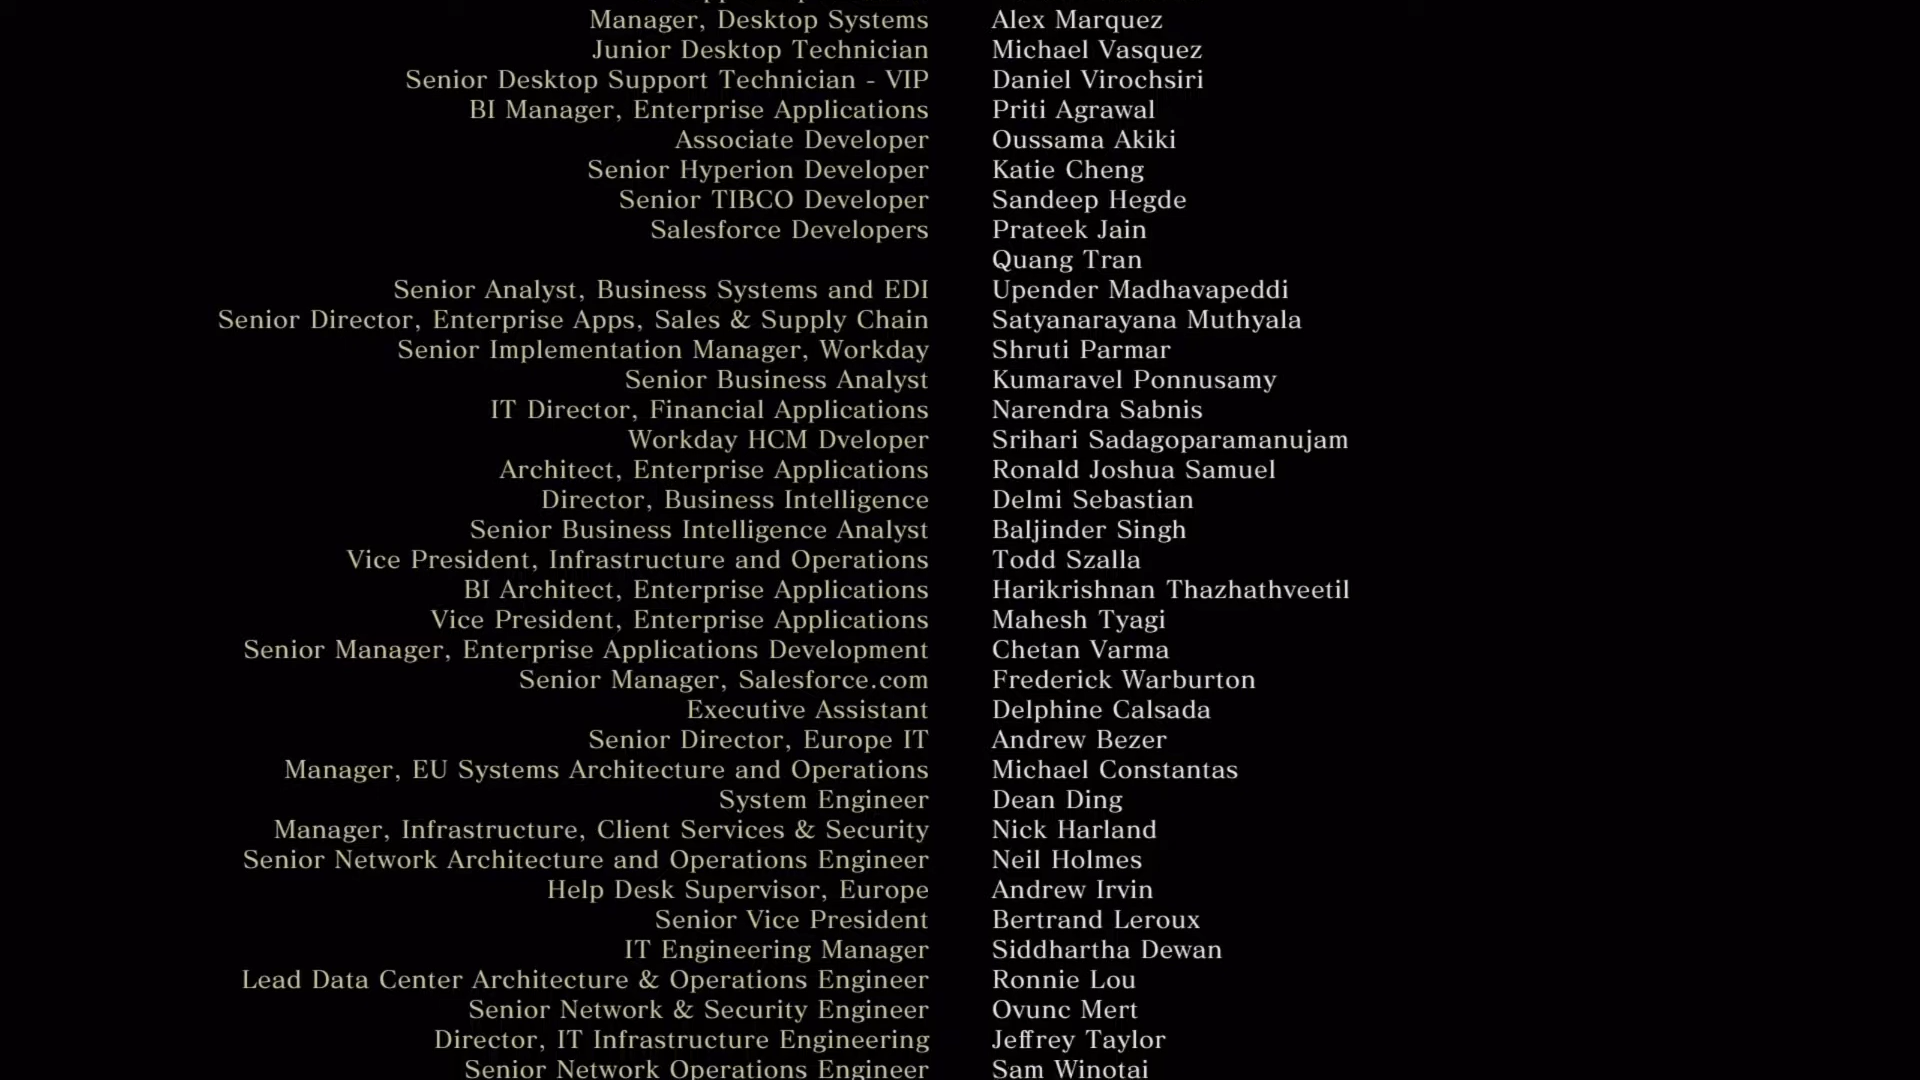 Manager, Desktop Systems Alex Marquez
Junior Desktop Technician Michael Vasquez
Senior Desktop Support Technician - VIP Daniel Virochsiri
BI Manager, Enterprise Applications Priti Agrawal
Associate Developer Oussama Akiki
Senior Hyperion Developer Katie Cheng
Senior TIBCO Developer Sandeep Hegde
Salesforce Developers Prateek Jain
Quang Tran
Senior Analyst, Business Systems and EDI Upender Madhavapeddi
Senior Director, Enterprise Apps, Sales & Supply Chain Satyanarayana Muthyala
Senior Implementation Manager, Workday Shruti Parmar
Senior Business Analyst Kumaravel Ponnusamy
IT Director, Financial Applications Narendra Sabnis
Workday HCM Dveloper Srihari Sadagoparamanujam
Architect, Enterprise Applications Ronald Joshua Samuel
Director, Business Intelligence Delmi Sebastian
Senior Business Intelligence Analyst Baljinder Singh
Vice President, Infrastructure and Operations Todd Szalla
BI Architect, Enterprise Applications Harikrishnan Thazhathveetil
Vice President, Enterprise Applications Mahesh Tyagi
Senior Manager, Enterprise Applications Development Chetan Varma
Senior Manager, Salesforce.com Frederick Warburton
Executive Assistant Delphine Calsada
Senior Director, Europe IT Andrew Bezer
Manager, EU Systems Architecture and Operations Michael Constantas
System Engineer Dean Ding
Manager, Infrastructure, Client Services & Security Nick Harland
Senior Network Architecture and Operations Engineer Neil Holmes
Help Desk Supervisor, Europe Andrew Irvin
Senior Vice President Bertrand Leroux
IT Engineering Manager Siddhartha Dewan
Lead Data Center Architecture & Operations Engineer Ronnie Lou
Senior Network & Security Engineer Ovunc Mert
Director, IT Infrastructure Engineering Jeffrey Taylor
Senior Network Operations Engineer Sam Winotai